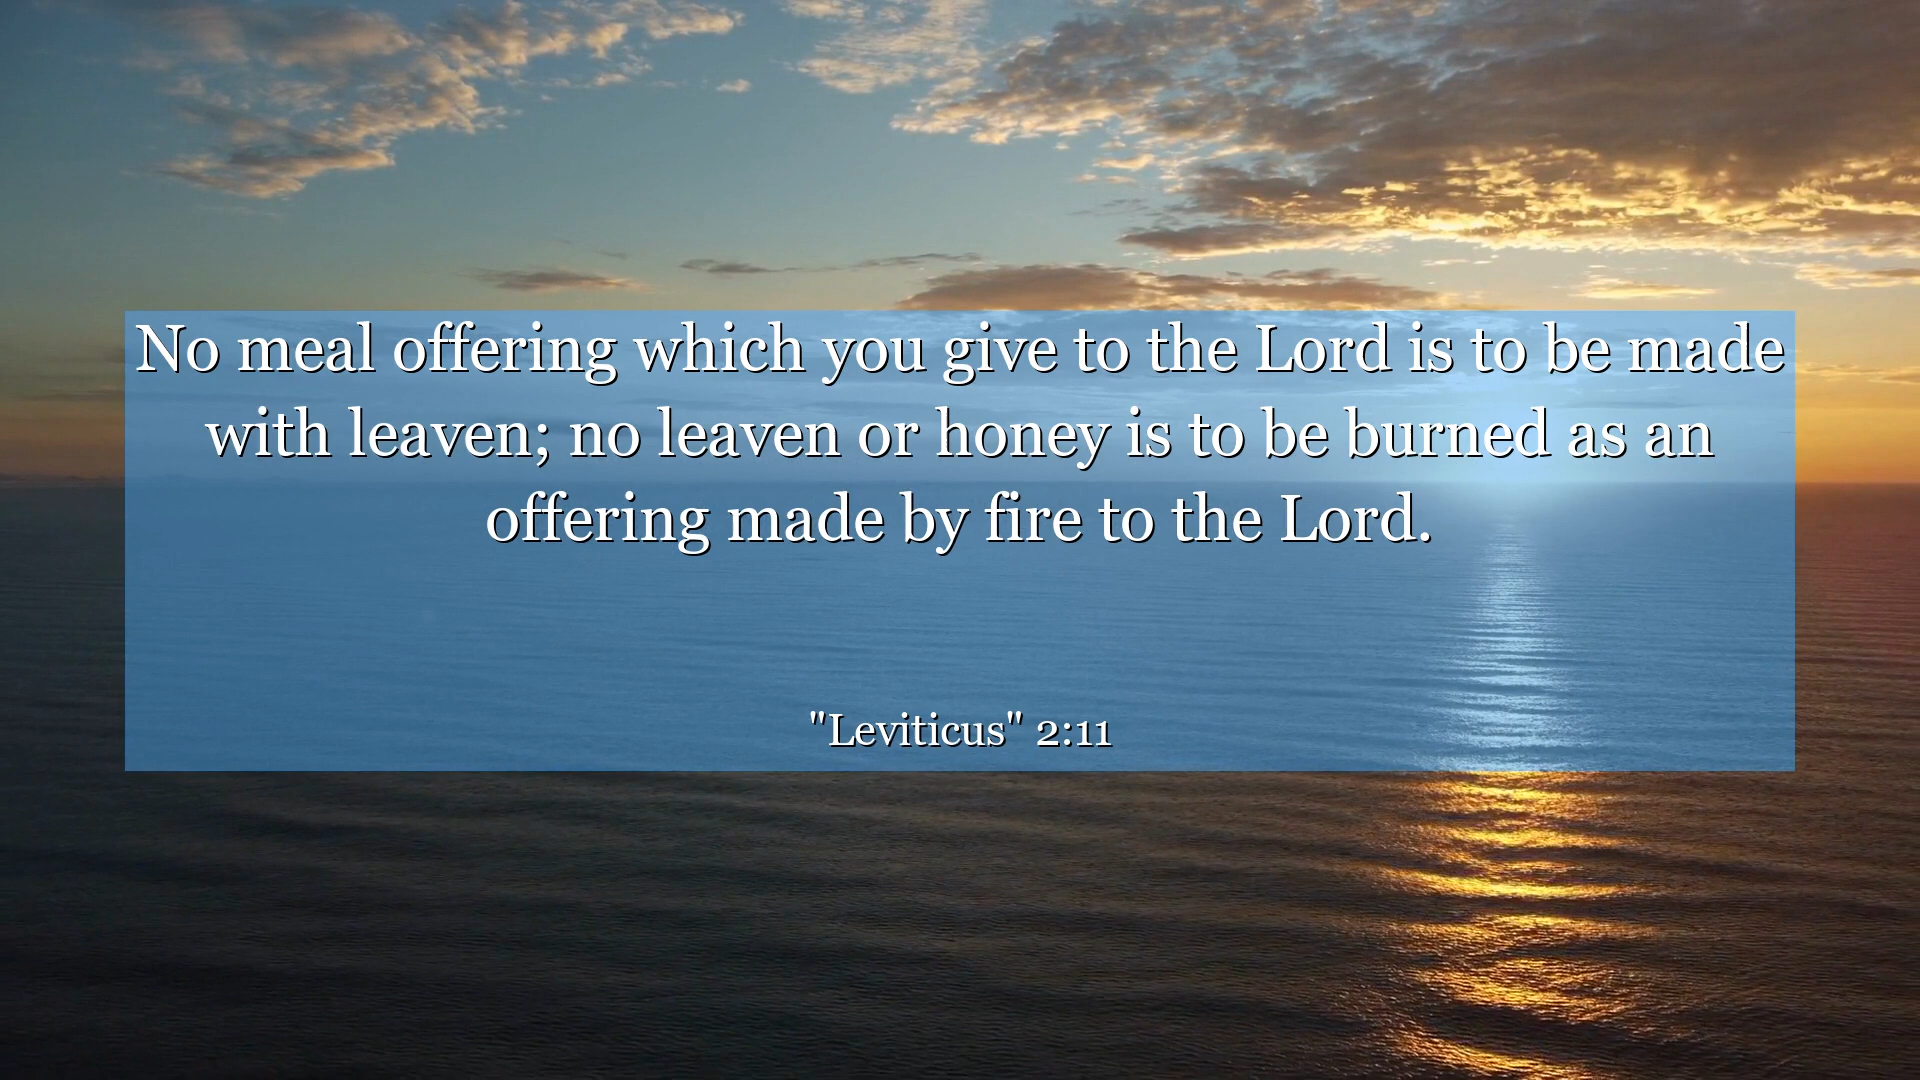 No meal offering which you give to the Lord is to be made
with leaven; no leaven or honey is to be burned as an
offering made by fire to the Lord.
"Leviticus" 2:11